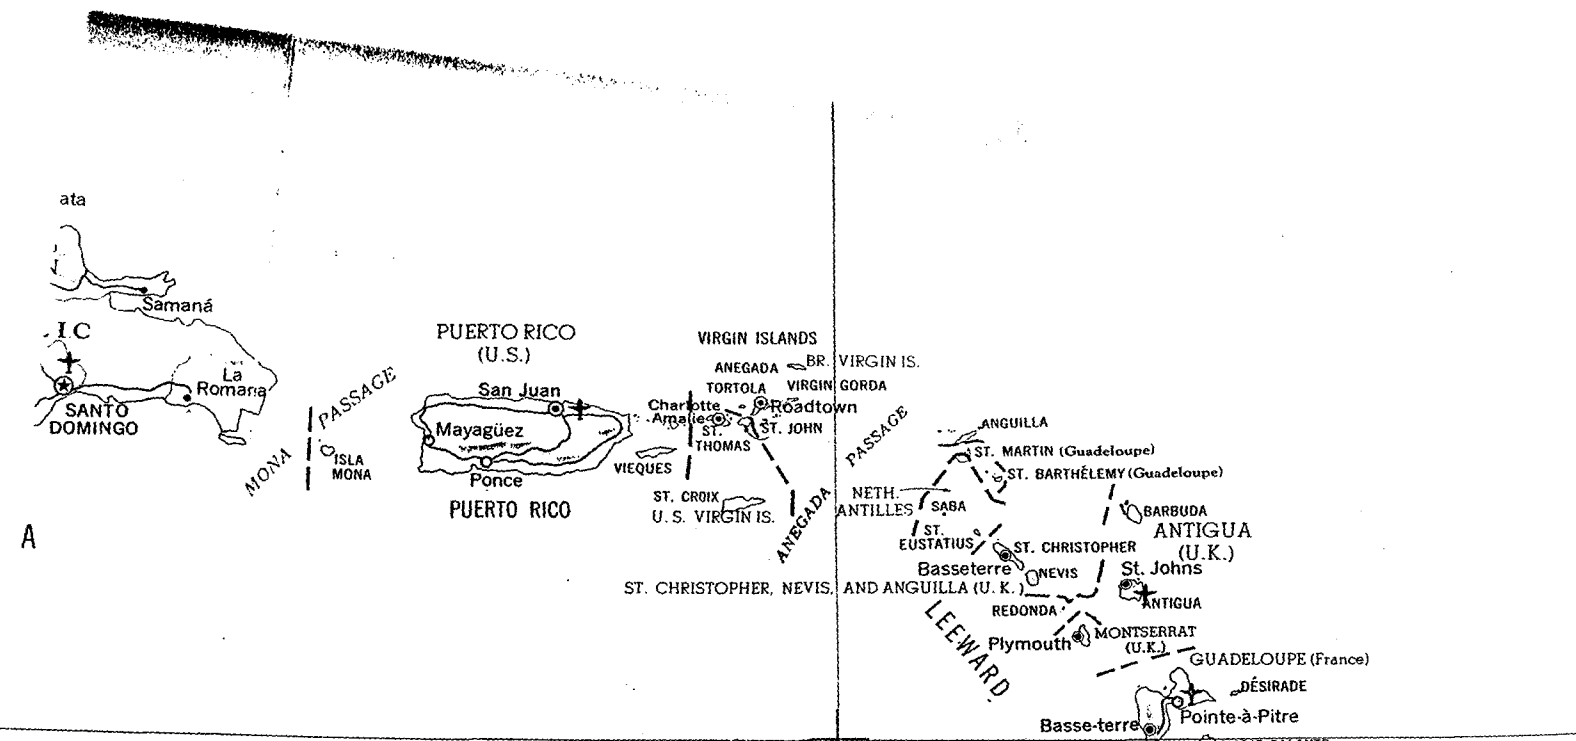 ata
Samaná
I.C
La
Romana
SANTO
DOMINGO
MONA PASSAGE
ISLA
MONA
PUERTO RICO
(U.S.)
San Juan
Mayagüez
Ponce
PUERTO RICO
VIEQUES
VIRGIN ISLANDS
ANEGADA
BR. VIRGIN IS.
TORTOLA
VIRGIN GORDA
Charlotte
Amalie
Roadtown
ST.
THOMAS
ST. JOHN
ST. CROIX
U.S. VIRGIN IS.
ANEGADA PASSAGE
ANGUILLA
ST. MARTIN (Guadeloupe)
ST. BARTHÉLEMY (Guadeloupe)
NETH.
ANTILLES
SABA
ST.
EUSTATIUS
BARBUDA
ANTIGUA
(U.K.)
ST. CHRISTOPHER
Basseterre
NEVIS
St. Johns
ST. CHRISTOPHER, NEVIS, AND ANGUILLA (U.K.)
ANTIGUA
REDONDA
LEEWARD
Plymouth
MONTSERRAT
(U.K.)
GUADELOUPE (France)
DÉSIRADE
Pointe-à-Pitre
Basse-terre
A